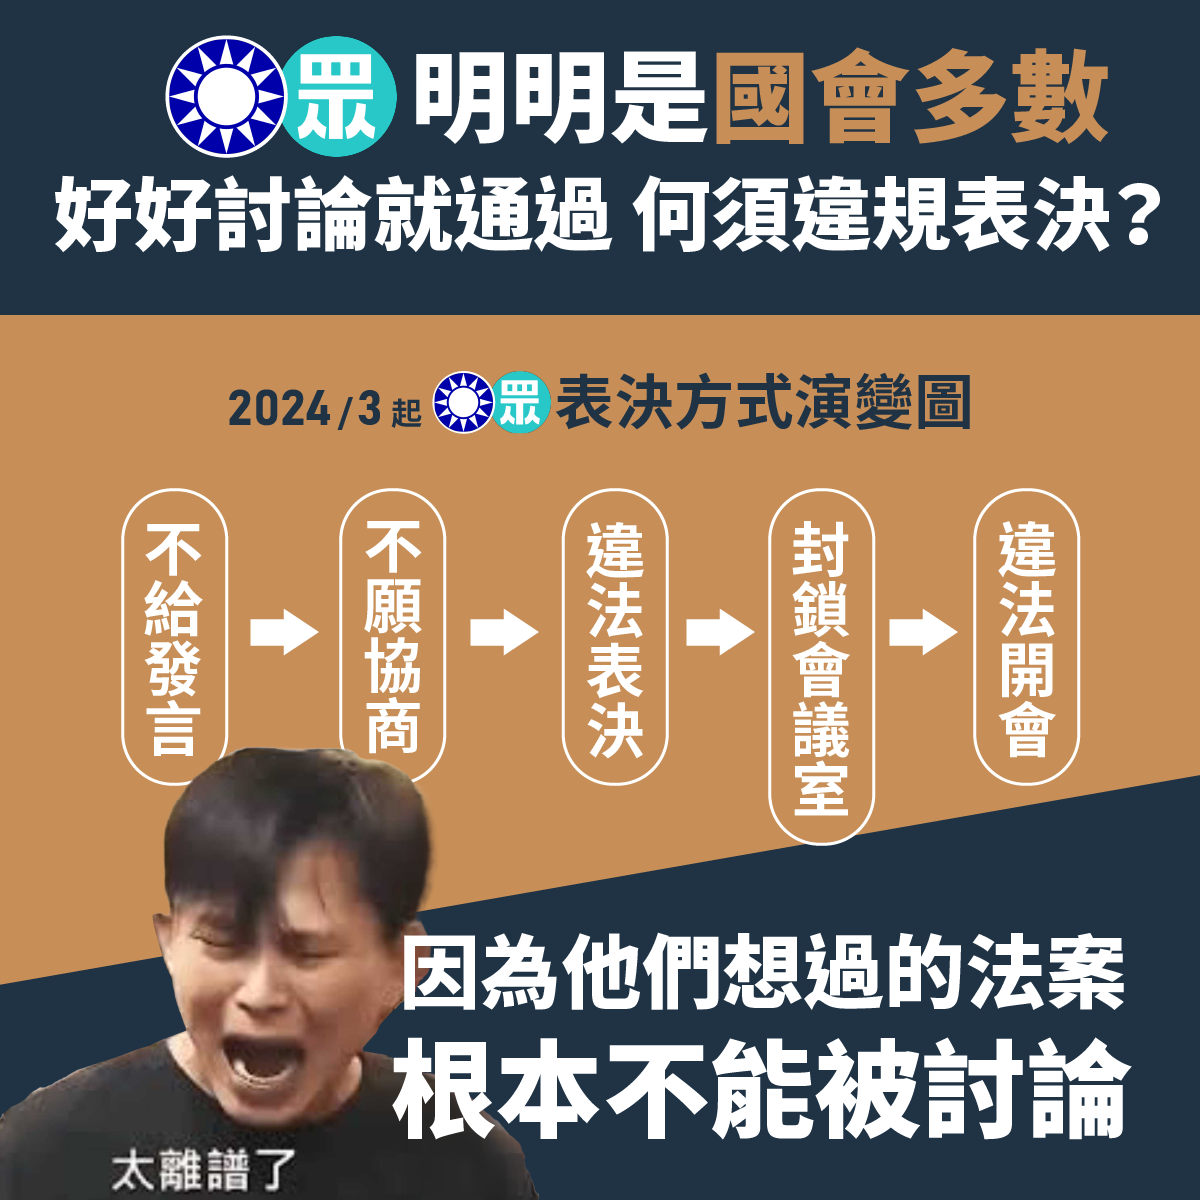 眾 明明是國會多數
好好討論就通過 何須違規表決？
2024/3起 眾表決方式演變圖
不給發言
不願協商
違法表決
封鎖會議室
違法開會
因為他們想過的法案
根本不能被討論
太離譜了